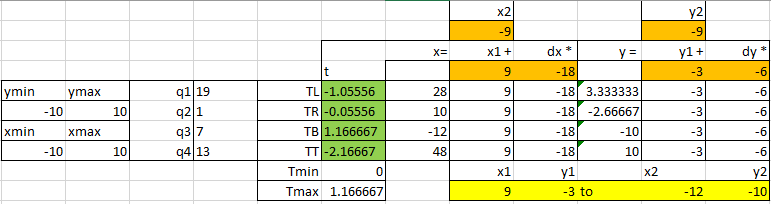 x2 y2
-9 -9
x= x1 + dx * y = y1 + dy *
t 9 -18 -3 -6
ymin ymax q1 19 TL -1.05556 28 9 -18 3.333333 -3 -6
-10 10 q2 1 TR -0.05556 10 9 -18 -2.66667 -3 -6
xmin xmax q3 7 TB 1.166667 -12 9 -18 -10 -3 -6
-10 10 q4 13 TT -2.16667 48 9 -18 10 -3 -6
Tmin 0 x1 y1 x2 y2
Tmax 1.166667 9 -3 to -12 -10